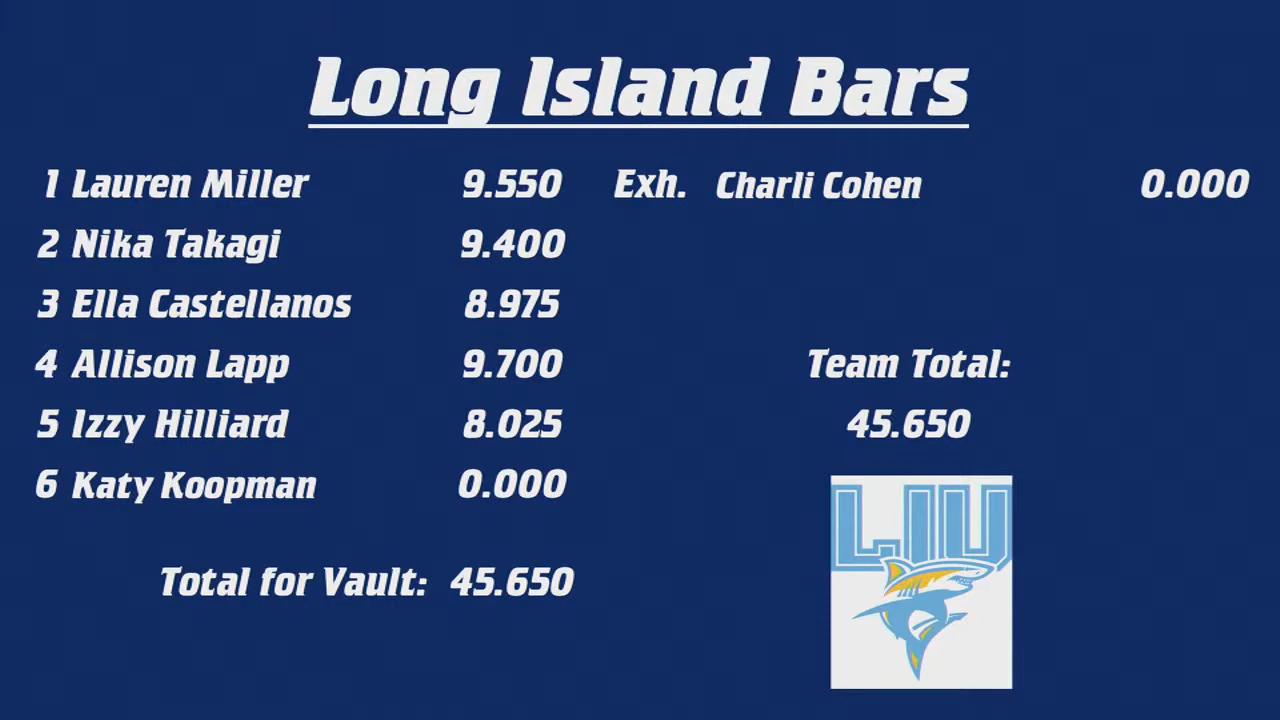 Long Island Bars
1 Lauren Miller 9.550 Exh. Charli Cohen 0.000
2 Nika Takagi 9.400
3 Ella Castellanos 8.975
4 Allison Lapp 9.700 Team Total:
5 Izzy Hilliard 8.025 45.650
6 Katy Koopman 0.000
LIU
Total for Vault: 45.650